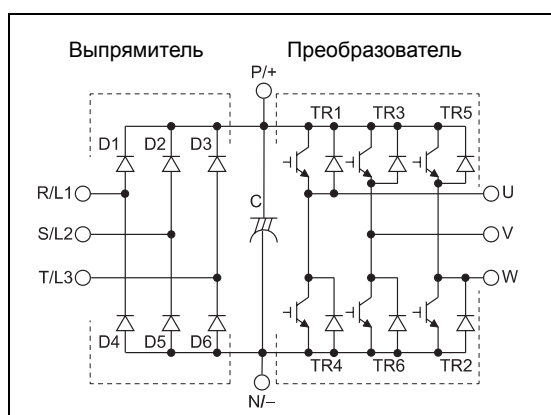 Выпрямитель Преобразователь
P/+
TR1 TR3 TR5
D1 D2 D3
R/L1 U
C
S/L2 V
T/L3 W
D4 D5 D6 TR4 TR6 TR2
N/–